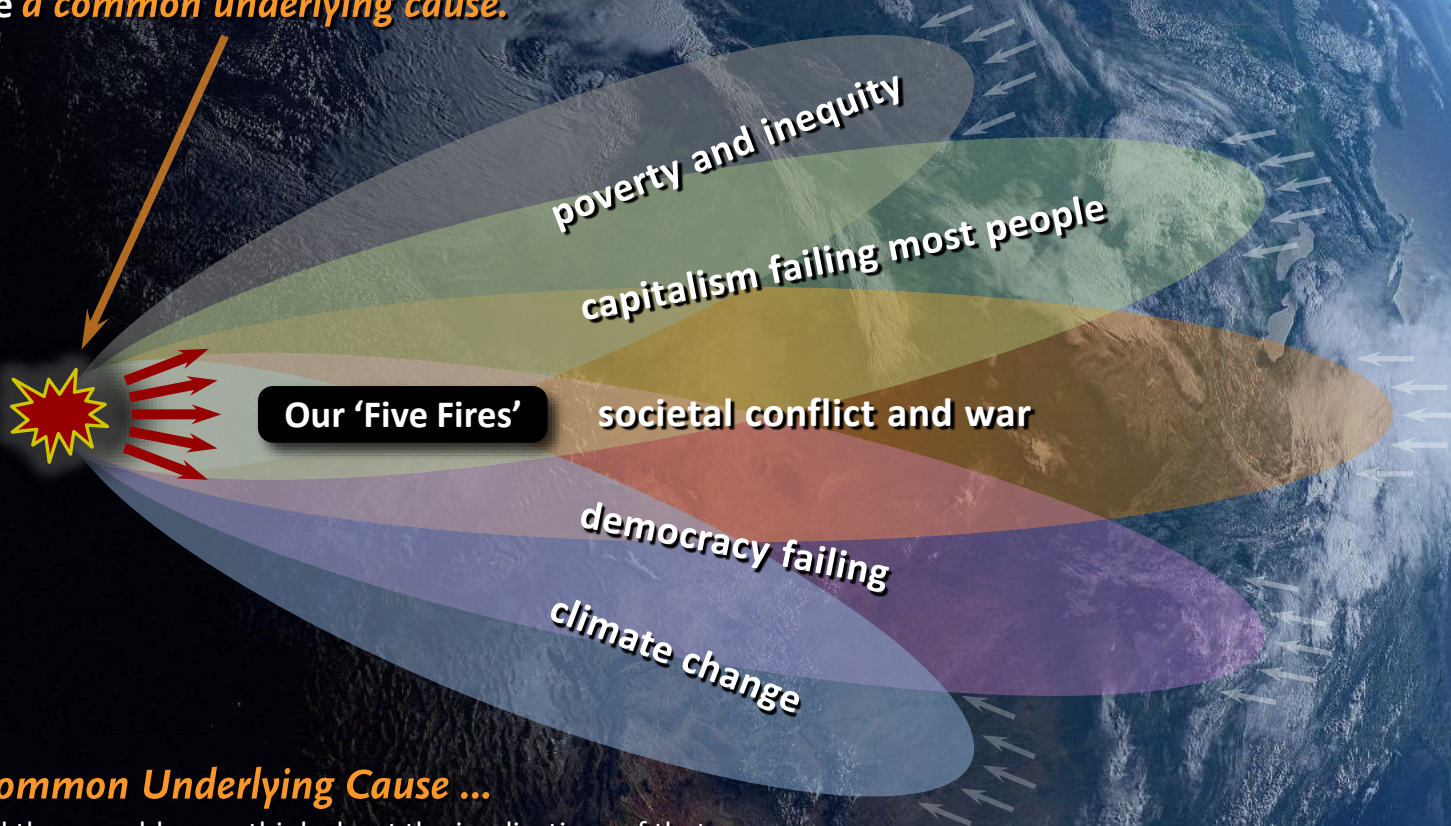 e a common underlying cause.
poverty and inequity
capitalism failing most people
Our ‘Five Fires’
societal conflict and war
democracy failing
climate change
ommon Underlying Cause ...